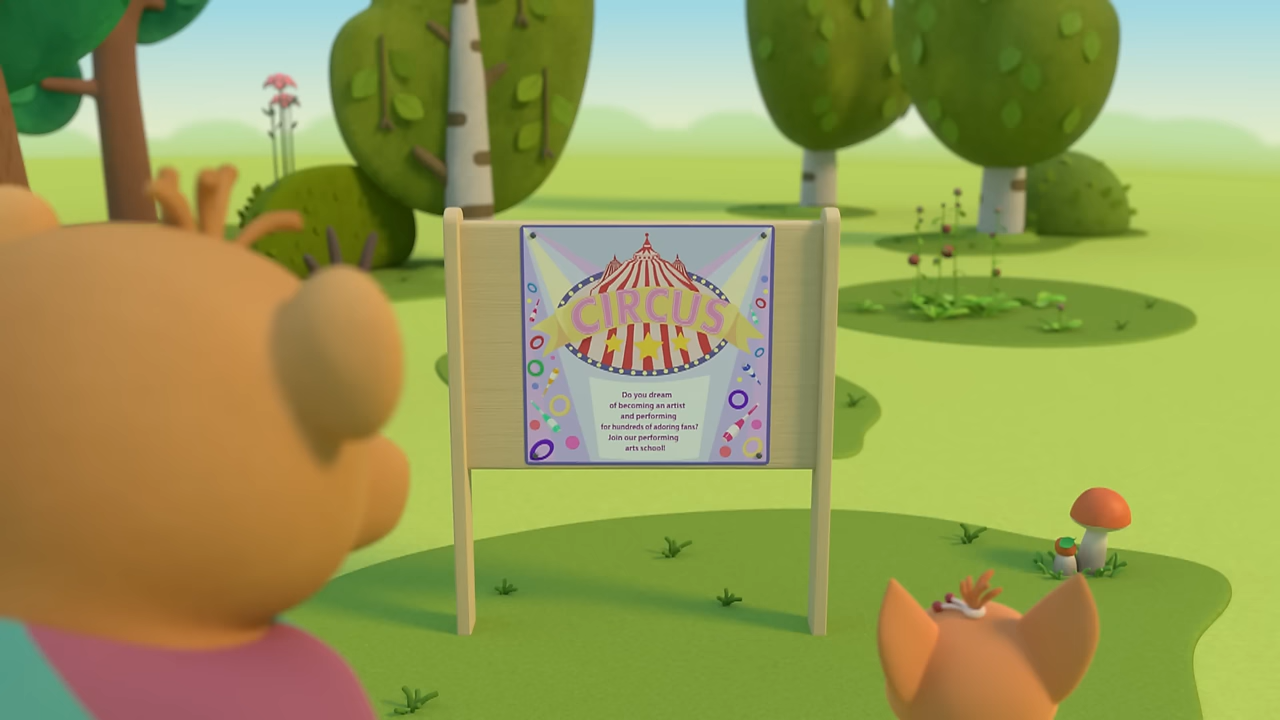 CIRCUS
Do you dream
of becoming an artist
and performing
for hundreds of adoring fans?
Join our performing
arts school!